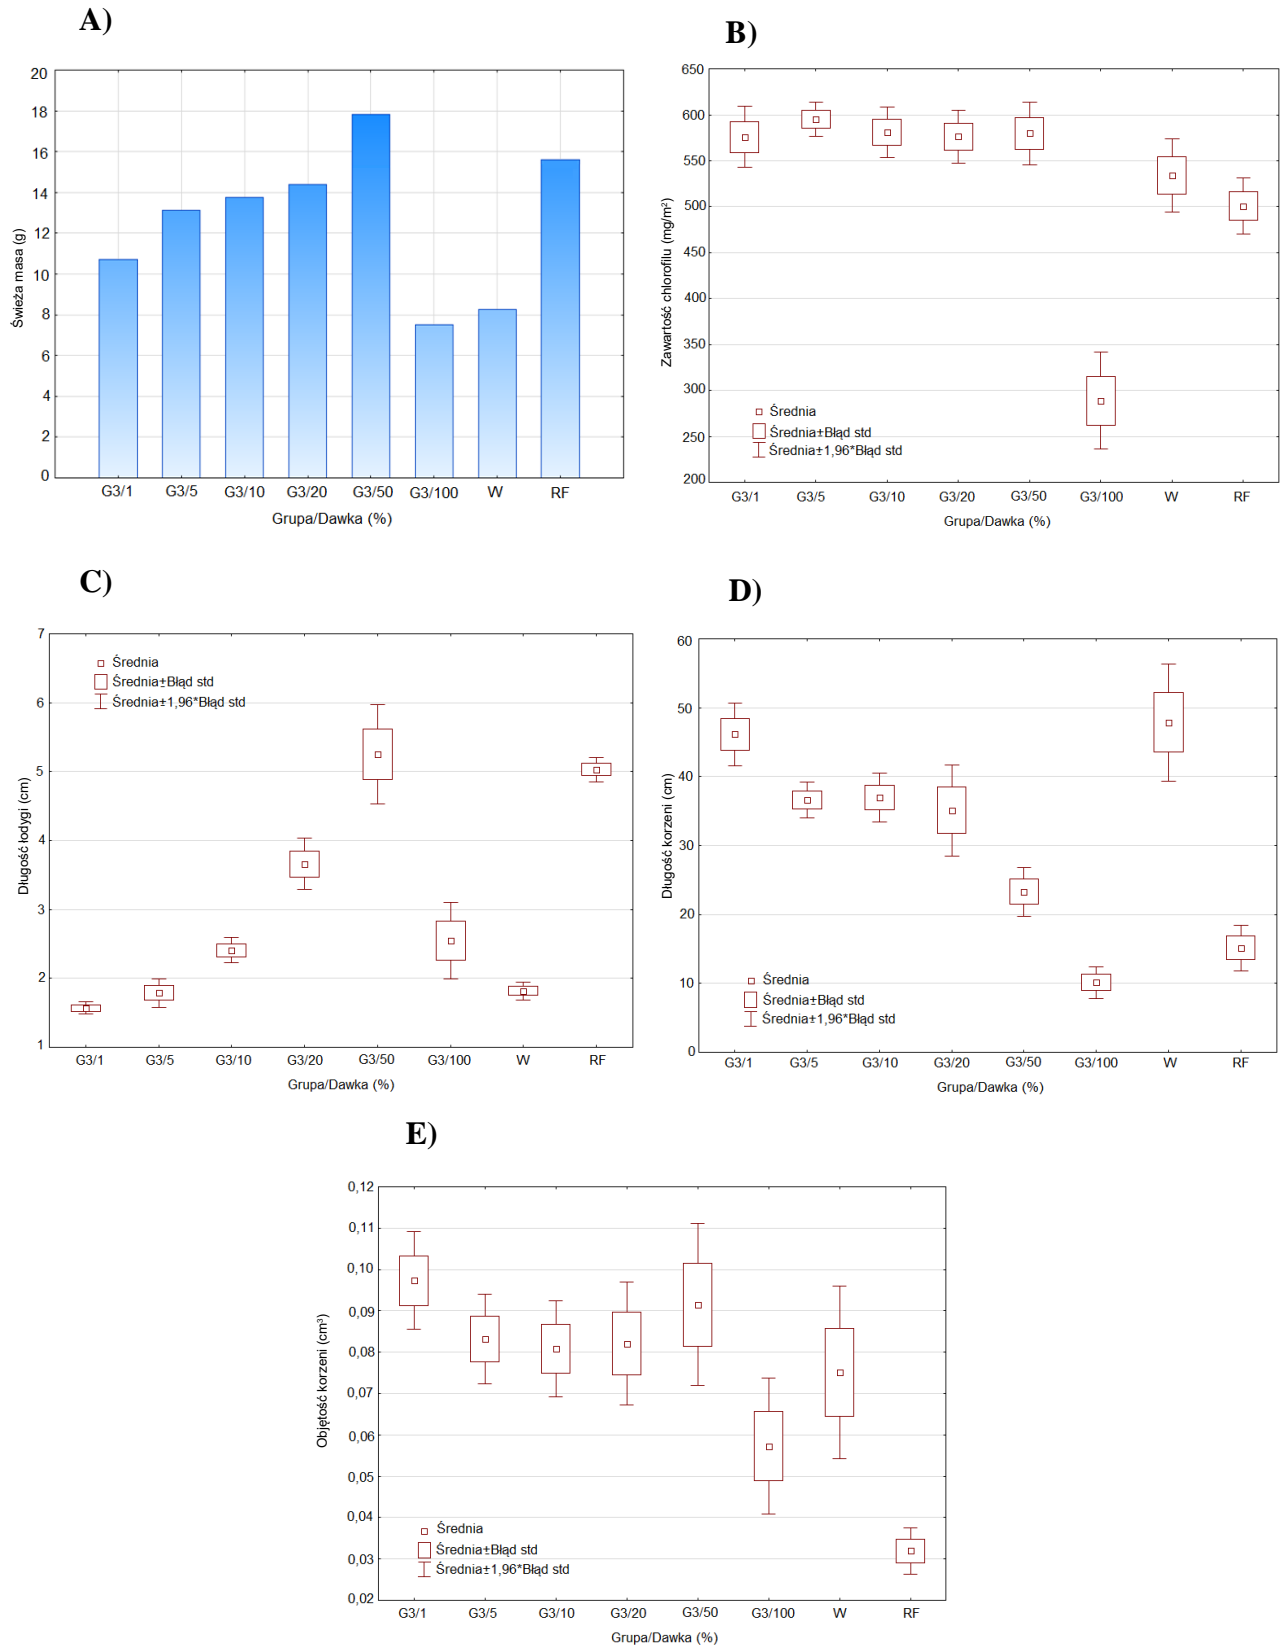 A)
20
18
16
14
12
10
8
6
4
2
0
Świeża masa (g)
G3/1 G3/5 G3/10 G3/20 G3/50 G3/100 W RF
Grupa/Dawka (%)
B)
650
600
550
500
450
400
350
300
250
200
Zawartość chlorofilu (mg/m²)
Średnia
Średnia±Błąd std
Średnia±1,96*Błąd std
G3/1 G3/5 G3/10 G3/20 G3/50 G3/100 W RF
Grupa/Dawka (%)
C)
7
6
5
4
3
2
1
Długość łodygi (cm)
Średnia
Średnia±Błąd std
Średnia±1,96*Błąd std
G3/1 G3/5 G3/10 G3/20 G3/50 G3/100 W RF
Grupa/Dawka (%)
D)
60
50
40
30
20
10
0
Długość korzeni (cm)
Średnia
Średnia±Błąd std
Średnia±1,96*Błąd std
G3/1 G3/5 G3/10 G3/20 G3/50 G3/100 W RF
Grupa/Dawka (%)
E)
0,12
0,11
0,10
0,09
0,08
0,07
0,06
0,05
0,04
0,03
0,02
Objętość korzeni (cm³)
Średnia
Średnia±Błąd std
Średnia±1,96*Błąd std
G3/1 G3/5 G3/10 G3/20 G3/50 G3/100 W RF
Grupa/Dawka (%)